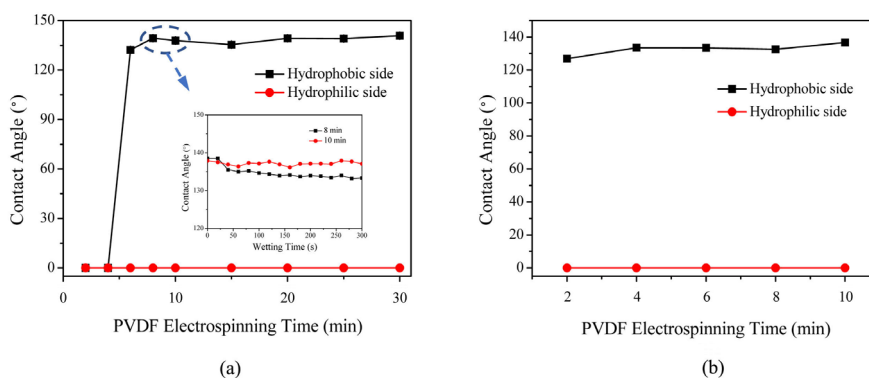 150
120
90
60
30
0
Contact Angle (°)
0
10
20
30
PVDF Electrospinning Time (min)
Hydrophobic side
Hydrophilic side
140
135
130
120
Contact Angle (°)
0
50
100
150
200
250
300
Wetting Time (s)
8 min
10 min
(a)
140
120
100
80
60
40
20
0
Contact Angle (°)
2
4
6
8
10
PVDF Electrospinning Time (min)
Hydrophobic side
Hydrophilic side
(b)